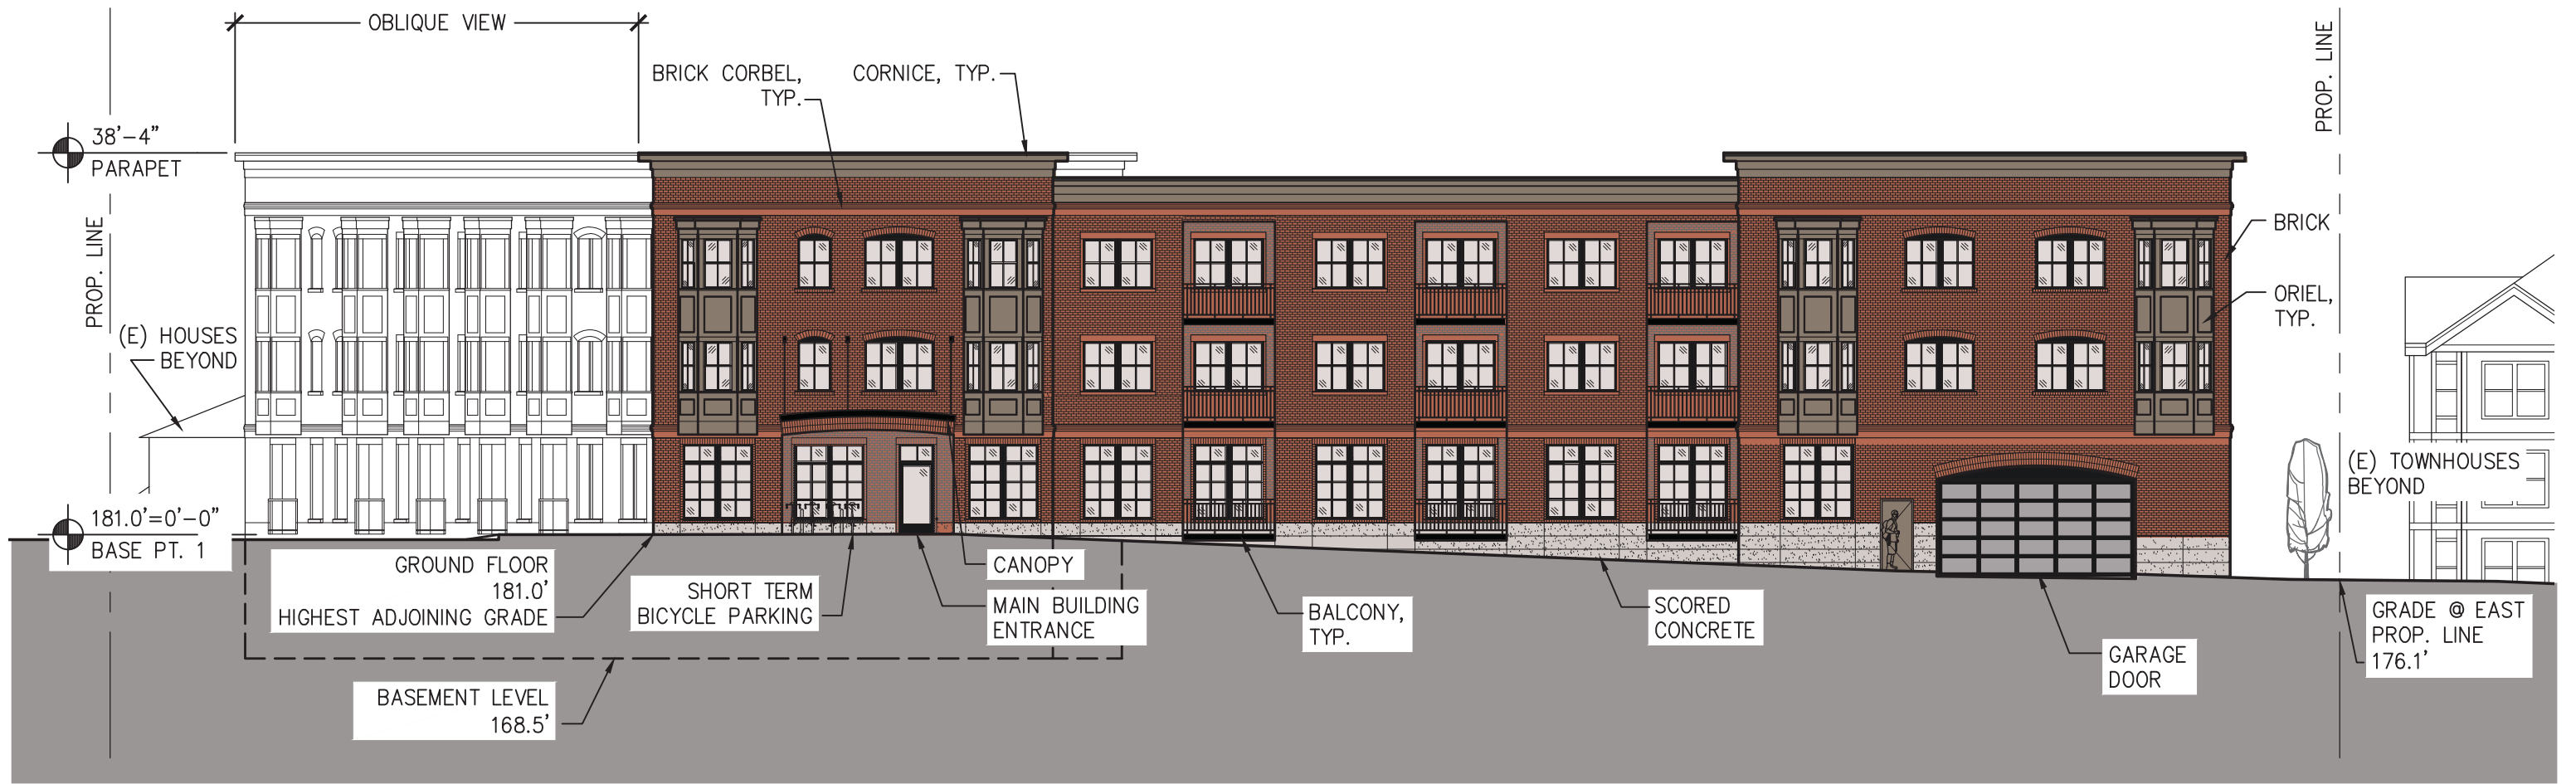 OBLIQUE VIEW
BRICK CORBEL,
TYP.
CORNICE, TYP.
PROP. LINE
38'-4"
PARAPET
PROP. LINE
BRICK
ORIEL,
TYP.
(E) HOUSES
BEYOND
(E) TOWNHOUSES
BEYOND
181.0'=0'-0"
BASE PT. 1
GROUND FLOOR
181.0'
HIGHEST ADJOINING GRADE
SHORT TERM
BICYCLE PARKING
CANOPY
MAIN BUILDING
ENTRANCE
BALCONY,
TYP.
SCORED
CONCRETE
GARAGE
DOOR
GRADE @ EAST
PROP. LINE
176.1'
BASEMENT LEVEL
168.5'